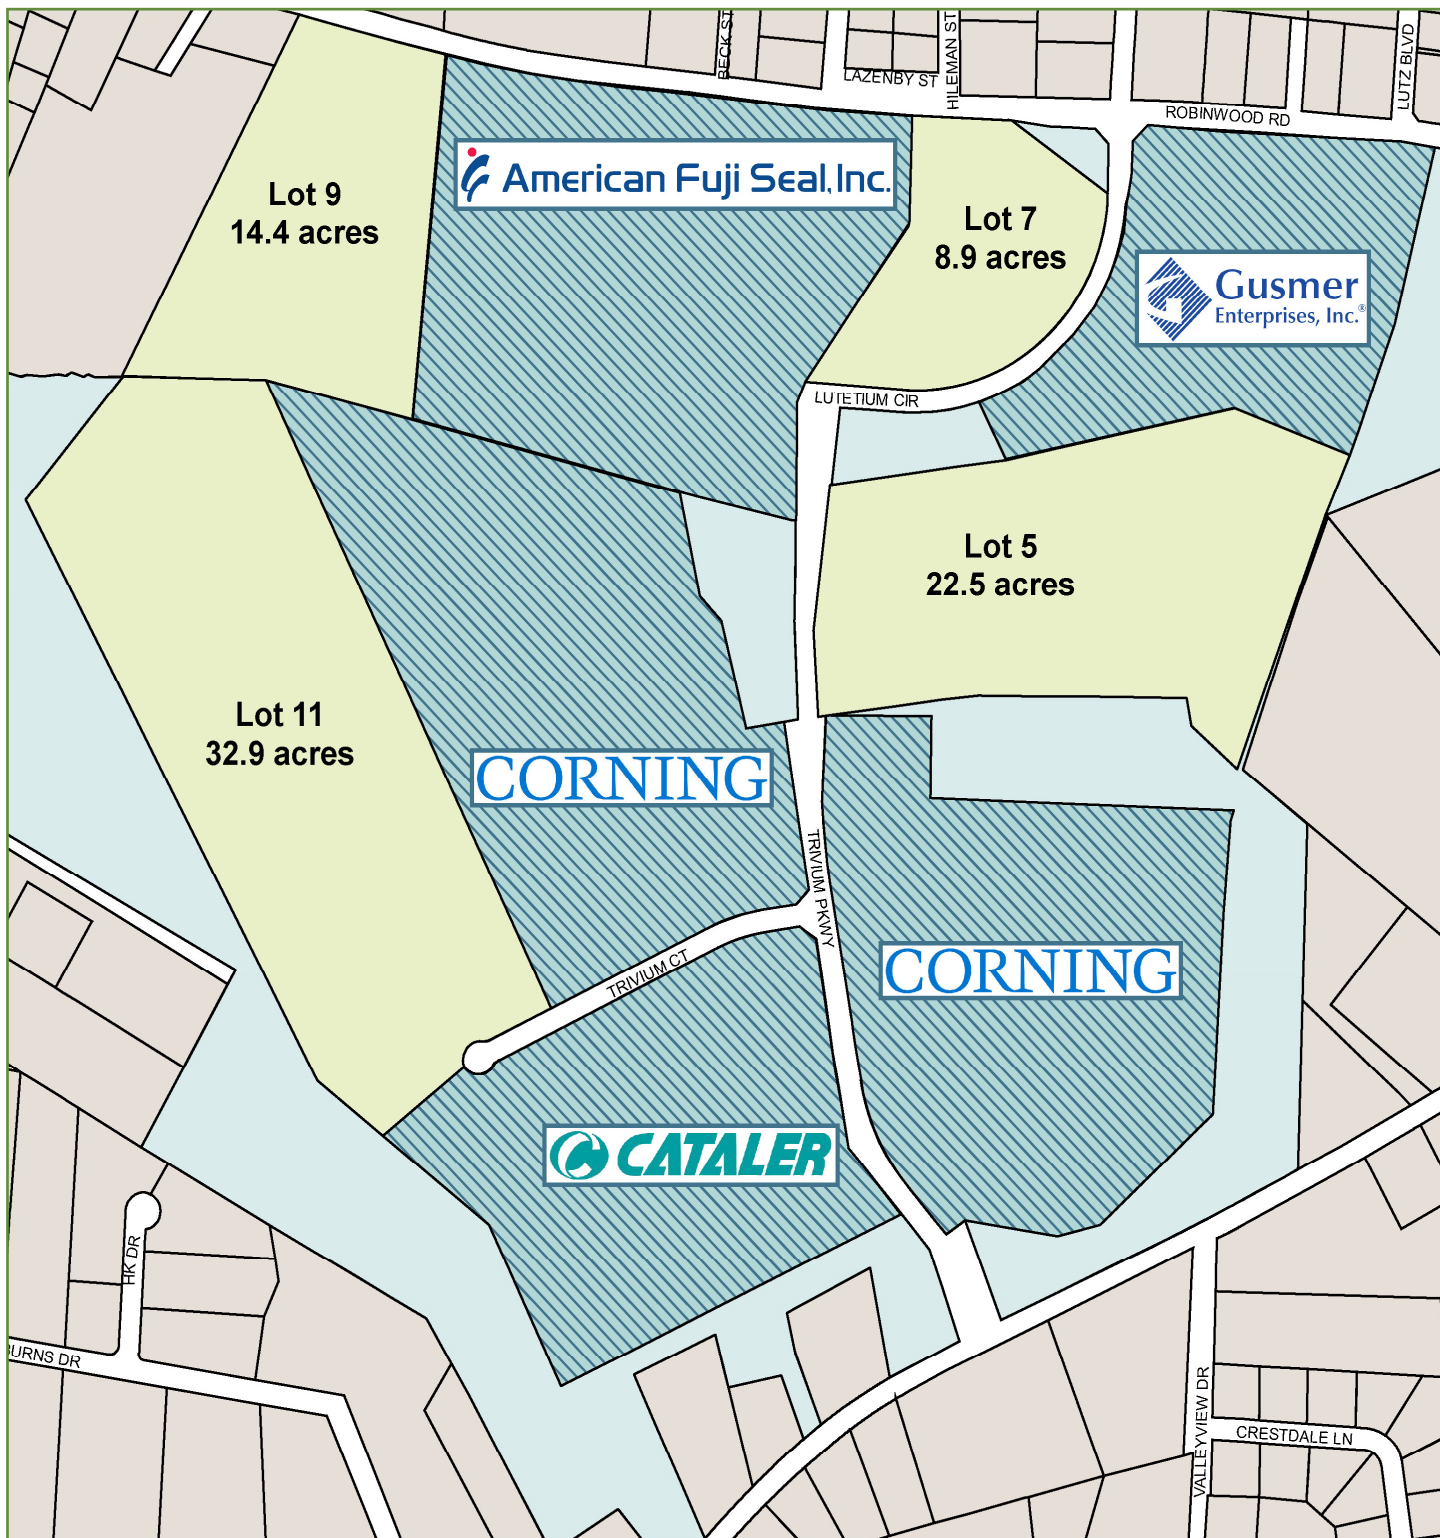 BECK ST
LAZENBY ST
HILEMAN ST
LUTZ BLVD
ROBINWOOD RD
American Fuji Seal, Inc.
Lot 9
14.4 acres
Lot 7
8.9 acres
Gusmer
Enterprises, Inc.®
LUTETIUM CIR
Lot 5
22.5 acres
Lot 11
32.9 acres
CORNING
TRIVIUM PKWY
CORNING
TRIVIUM CT
CATALER
HK DR
BURNS DR
VALLEYVIEW DR
CRESTDALE LN